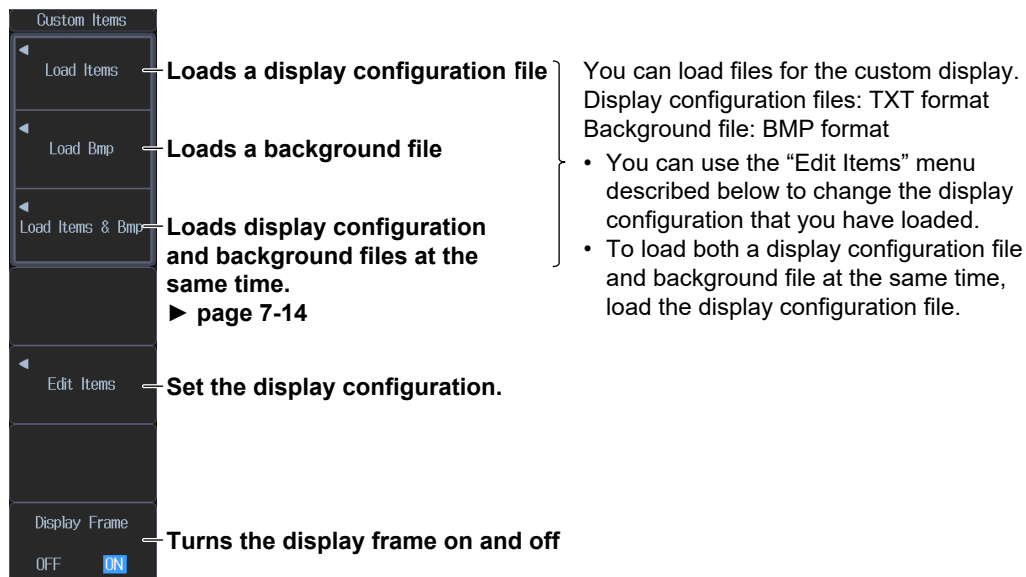 Custom Items
Load Items
Loads a display configuration file
Load Bmp
Loads a background file
Load Items & Bmp
Loads display configuration
and background files at the
same time.
► page 7-14
You can load files for the custom display.
Display configuration files: TXT format
Background file: BMP format
• You can use the “Edit Items” menu
described below to change the display
configuration that you have loaded.
• To load both a display configuration file
and background file at the same time,
load the display configuration file.
Edit Items
Set the display configuration.
Display Frame
OFF ON
Turns the display frame on and off